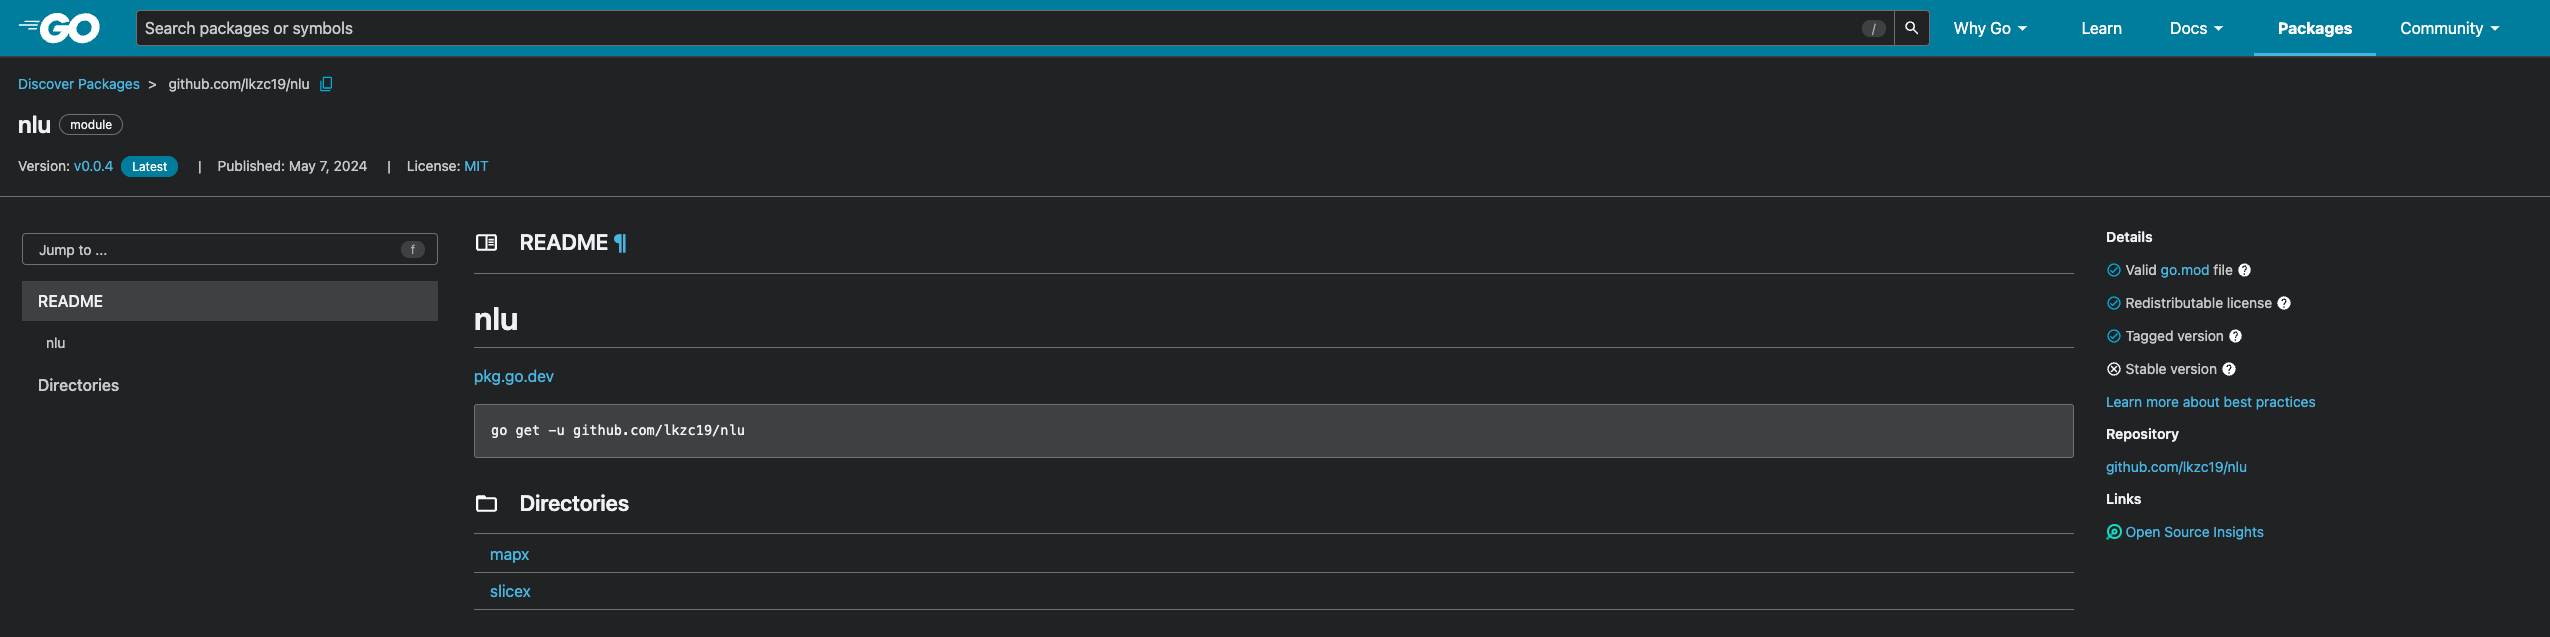 GO
Search packages or symbols / Why Go Learn Docs Packages Community
Discover Packages > github.com/lkzc19/nlu
nlu module
Version: v0.0.4 Latest | Published: May 7, 2024 | License: MIT
Jump to ... f
README
nlu
Directories
README ¶
nlu
pkg.go.dev
go get -u github.com/lkzc19/nlu
Directories
mapx
slicex
Details
Valid go.mod file ?
Redistributable license ?
Tagged version ?
Stable version ?
Learn more about best practices
Repository
github.com/lkzc19/nlu
Links
Open Source Insights